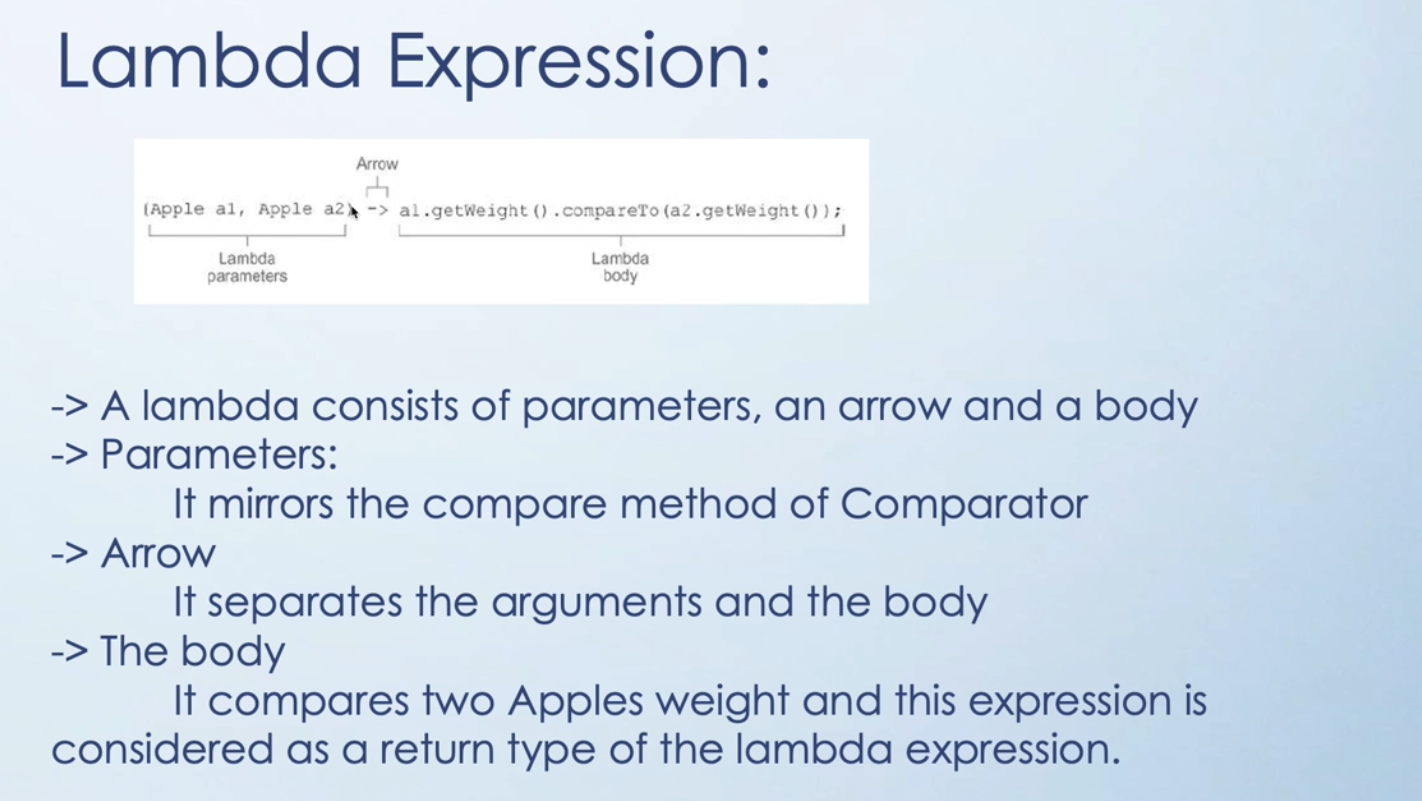 Lambda Expression:
Arrow
(Apple a1, Apple a2) -> a1.getWeight().compareTo(a2.getWeight());
Lambda parameters
Lambda body
-> A lambda consists of parameters, an arrow and a body
-> Parameters:
It mirrors the compare method of Comparator
-> Arrow
It separates the arguments and the body
-> The body
It compares two Apples weight and this expression is
considered as a return type of the lambda expression.